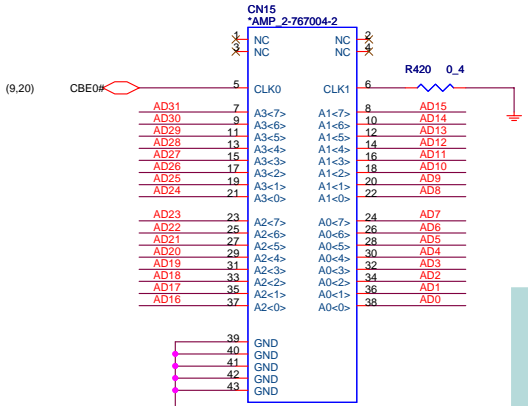 CN15
*AMP_2-767004-2
1 NC NC 2
3 NC NC 4
R420 0_4
(9,20) CBE0# 5 CLK0 CLK1 6
AD31 7 A3<7> A1<7> 8 AD15
AD30 9 A3<6> A1<6> 10 AD14
AD29 11 A3<5> A1<5> 12 AD13
AD28 13 A3<4> A1<4> 14 AD12
AD27 15 A3<3> A1<3> 16 AD11
AD26 17 A3<2> A1<2> 18 AD10
AD25 19 A3<1> A1<1> 20 AD9
AD24 21 A3<0> A1<0> 22 AD8
AD23 23 A2<7> A0<7> 24 AD7
AD22 25 A2<6> A0<6> 26 AD6
AD21 27 A2<5> A0<5> 28 AD5
AD20 29 A2<4> A0<4> 30 AD4
AD19 31 A2<3> A0<3> 32 AD3
AD18 33 A2<2> A0<2> 34 AD2
AD17 35 A2<1> A0<1> 36 AD1
AD16 37 A2<0> A0<0> 38 AD0
39 GND
40 GND
41 GND
42 GND
43 GND